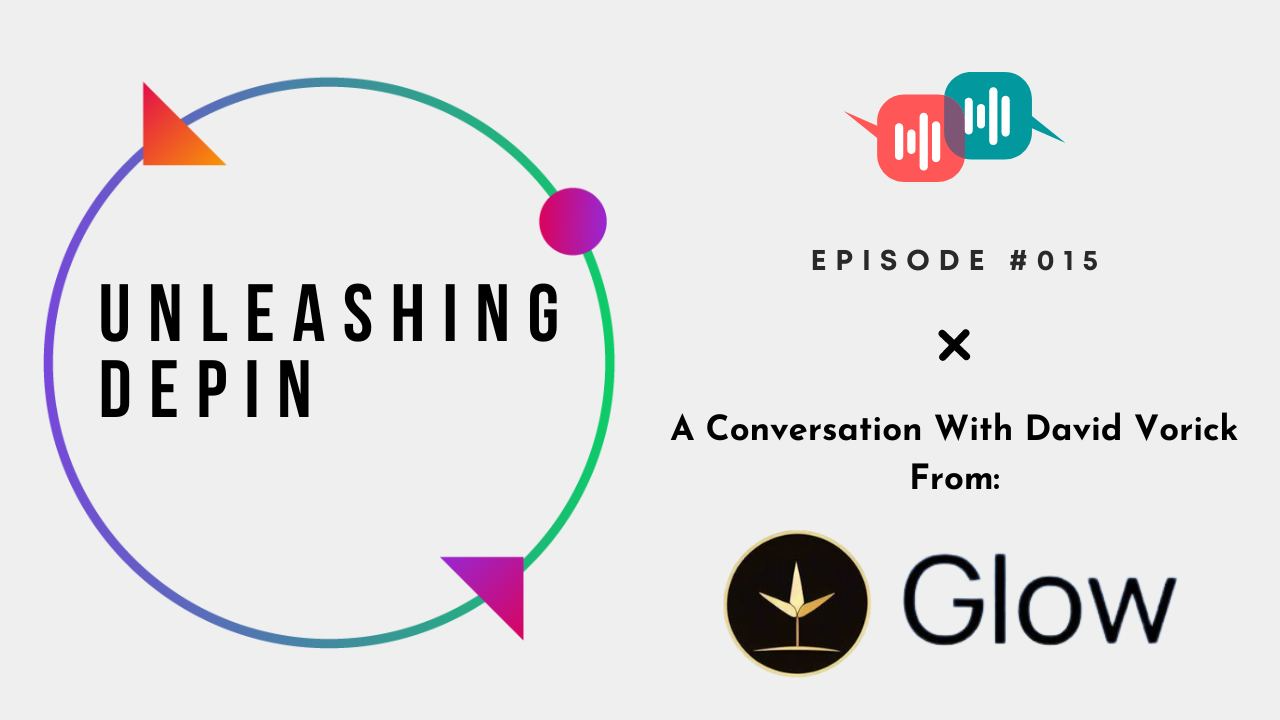 UNLEASHING
DEPIN
EPISODE #015
A Conversation With David Vorick
From:
Glow